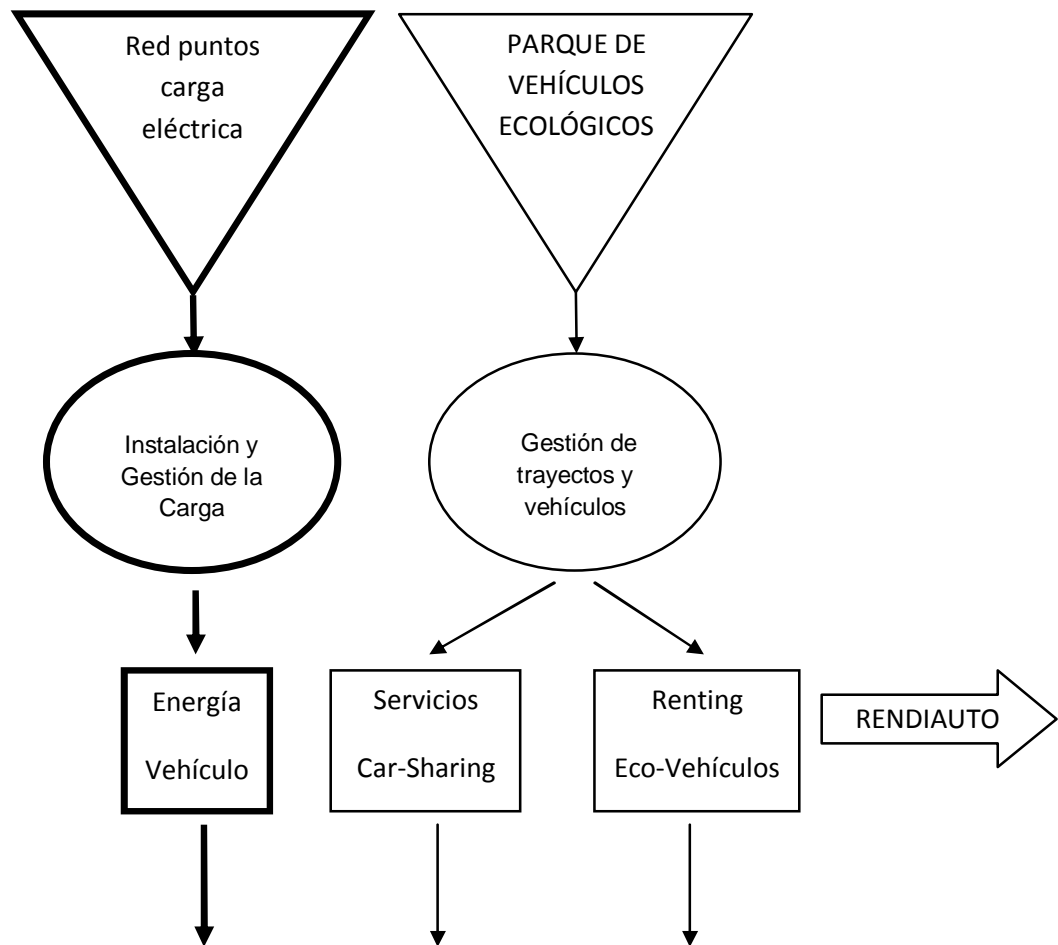 Red puntos
carga
eléctrica
PARQUE DE
VEHÍCULOS
ECOLÓGICOS
Instalación y
Gestión de la
Carga
Gestión de
trayectos y
vehículos
Energía
Vehículo
Servicios
Car-Sharing
Renting
Eco-Vehículos
RENDIAUTO